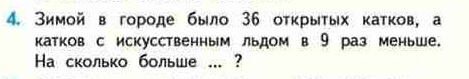 4. Зимой в городе было 36 открытых катков, а
катков с искусственным льдом в 9 раз меньше.
На сколько больше ... ?